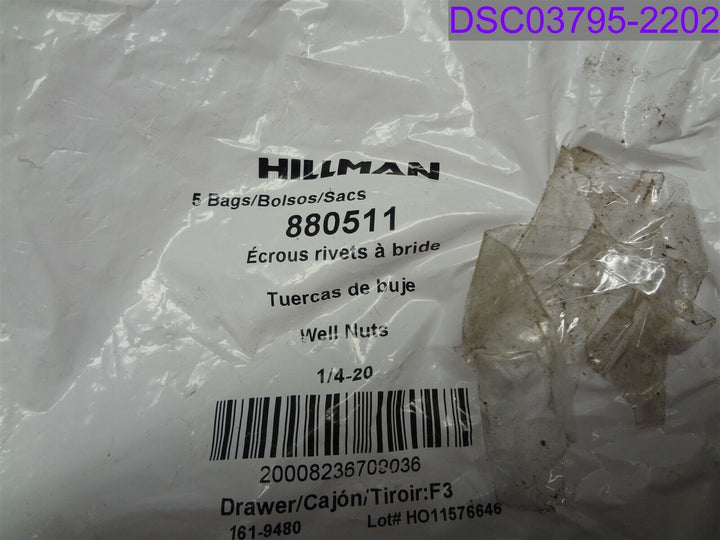 DSC03795-2202
HILLMAN
5 Bags/Bolsos/Sacs
880511
Écrous rivets à bride
Tuercas de buje
Well Nuts
1/4-20
20008236709036
Drawer/Cajón/Tiroir:F3
161-9480 Lot# HO11576646